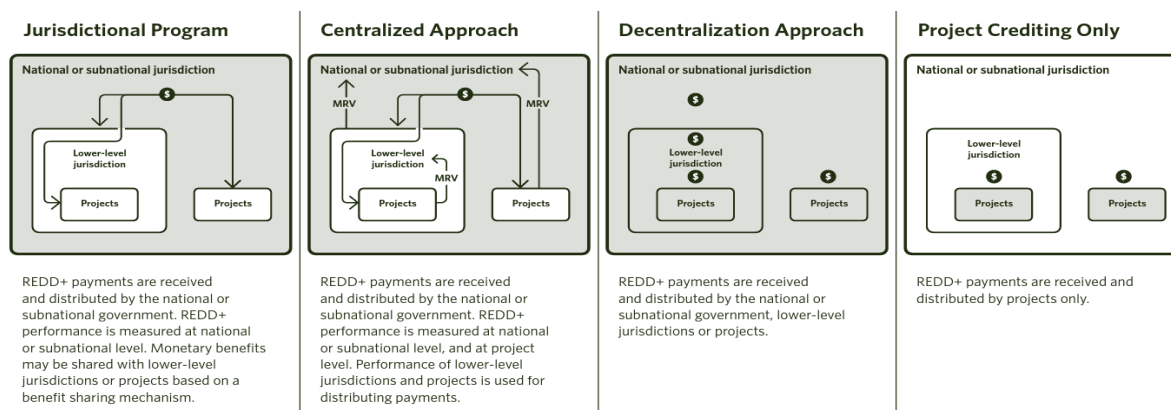 Jurisdictional Program
National or subnational jurisdiction
$
Lower-level
jurisdiction
Projects
Projects
REDD+ payments are received
and distributed by the national or
subnational government. REDD+
performance is measured at national
or subnational level. Monetary benefits
may be shared with lower-level
jurisdictions or projects based on a
benefit sharing mechanism.
Centralized Approach
National or subnational jurisdiction
$
MRV
MRV
Lower-level
jurisdiction
MRV
Projects
Projects
REDD+ payments are received
and distributed by the national or
subnational government. REDD+
performance is measured at national
or subnational level, and at project
level. Performance of lower-level
jurisdictions and projects is used for
distributing payments.
Decentralization Approach
National or subnational jurisdiction
$
$
Lower-level
jurisdiction
$
$
Projects
Projects
REDD+ payments are received
and distributed by the national or
subnational government, lower-level
jurisdictions or projects.
Project Crediting Only
National or subnational jurisdiction
Lower-level
jurisdiction
$
$
Projects
Projects
REDD+ payments are received and
distributed by projects only.